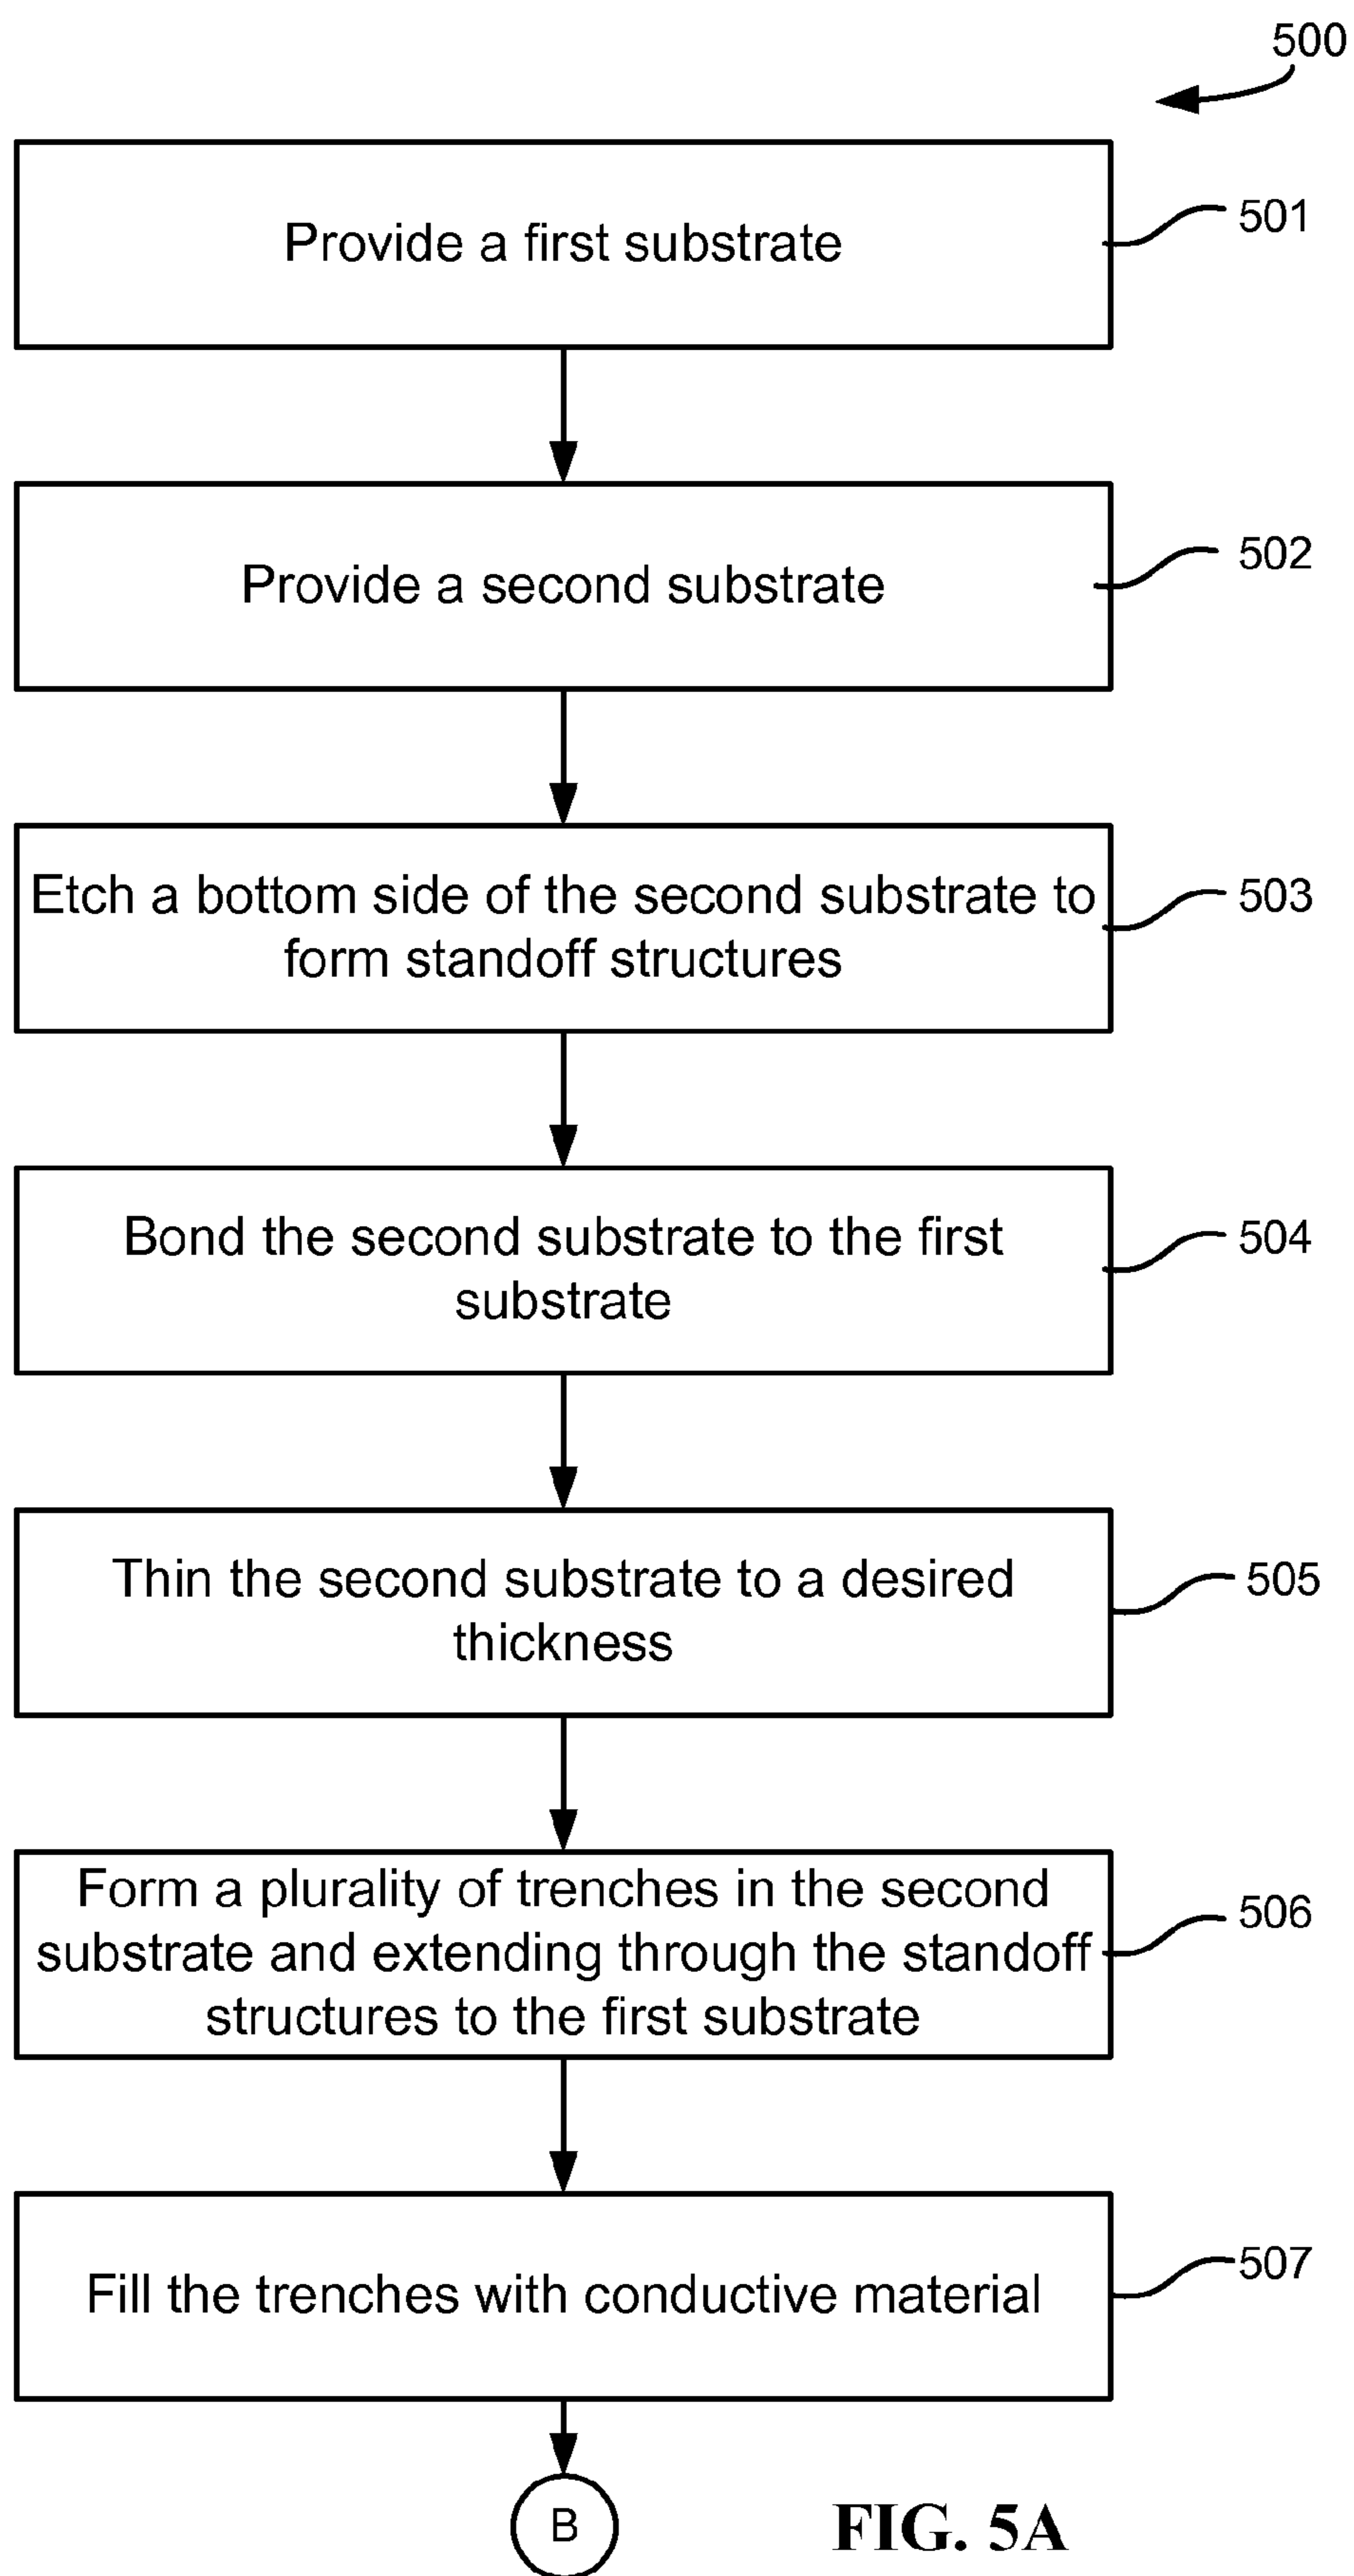 500
Provide a first substrate
501
Provide a second substrate
502
Etch a bottom side of the second substrate to
form standoff structures
503
Bond the second substrate to the first
substrate
504
Thin the second substrate to a desired
thickness
505
Form a plurality of trenches in the second
substrate and extending through the standoff
structures to the first substrate
506
Fill the trenches with conductive material
507
B
FIG. 5A